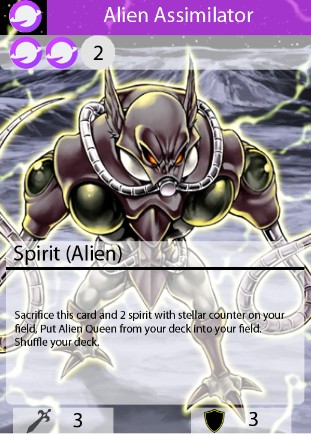 Alien Assimilator
2
Spirit (Alien)
Sacrifice this card and 2 spirit with stellar counter on your
field, Put Alien Queen from your deck into your field.
Shuffle your deck.
3
3